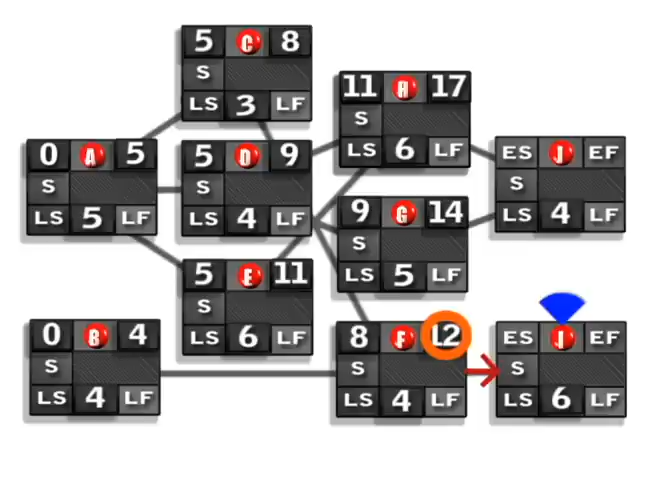 5 C 8
S
LS 3 LF
0 A 5
S
LS 5 LF
5 D 9
S
LS 4 LF
11 H 17
S
LS 6 LF
ES J EF
S
LS 4 LF
9 G 14
S
LS 5 LF
5 E 11
S
LS 6 LF
0 B 4
S
LS 4 LF
8 F 12
S
LS 4 LF
ES J EF
S
LS 6 LF